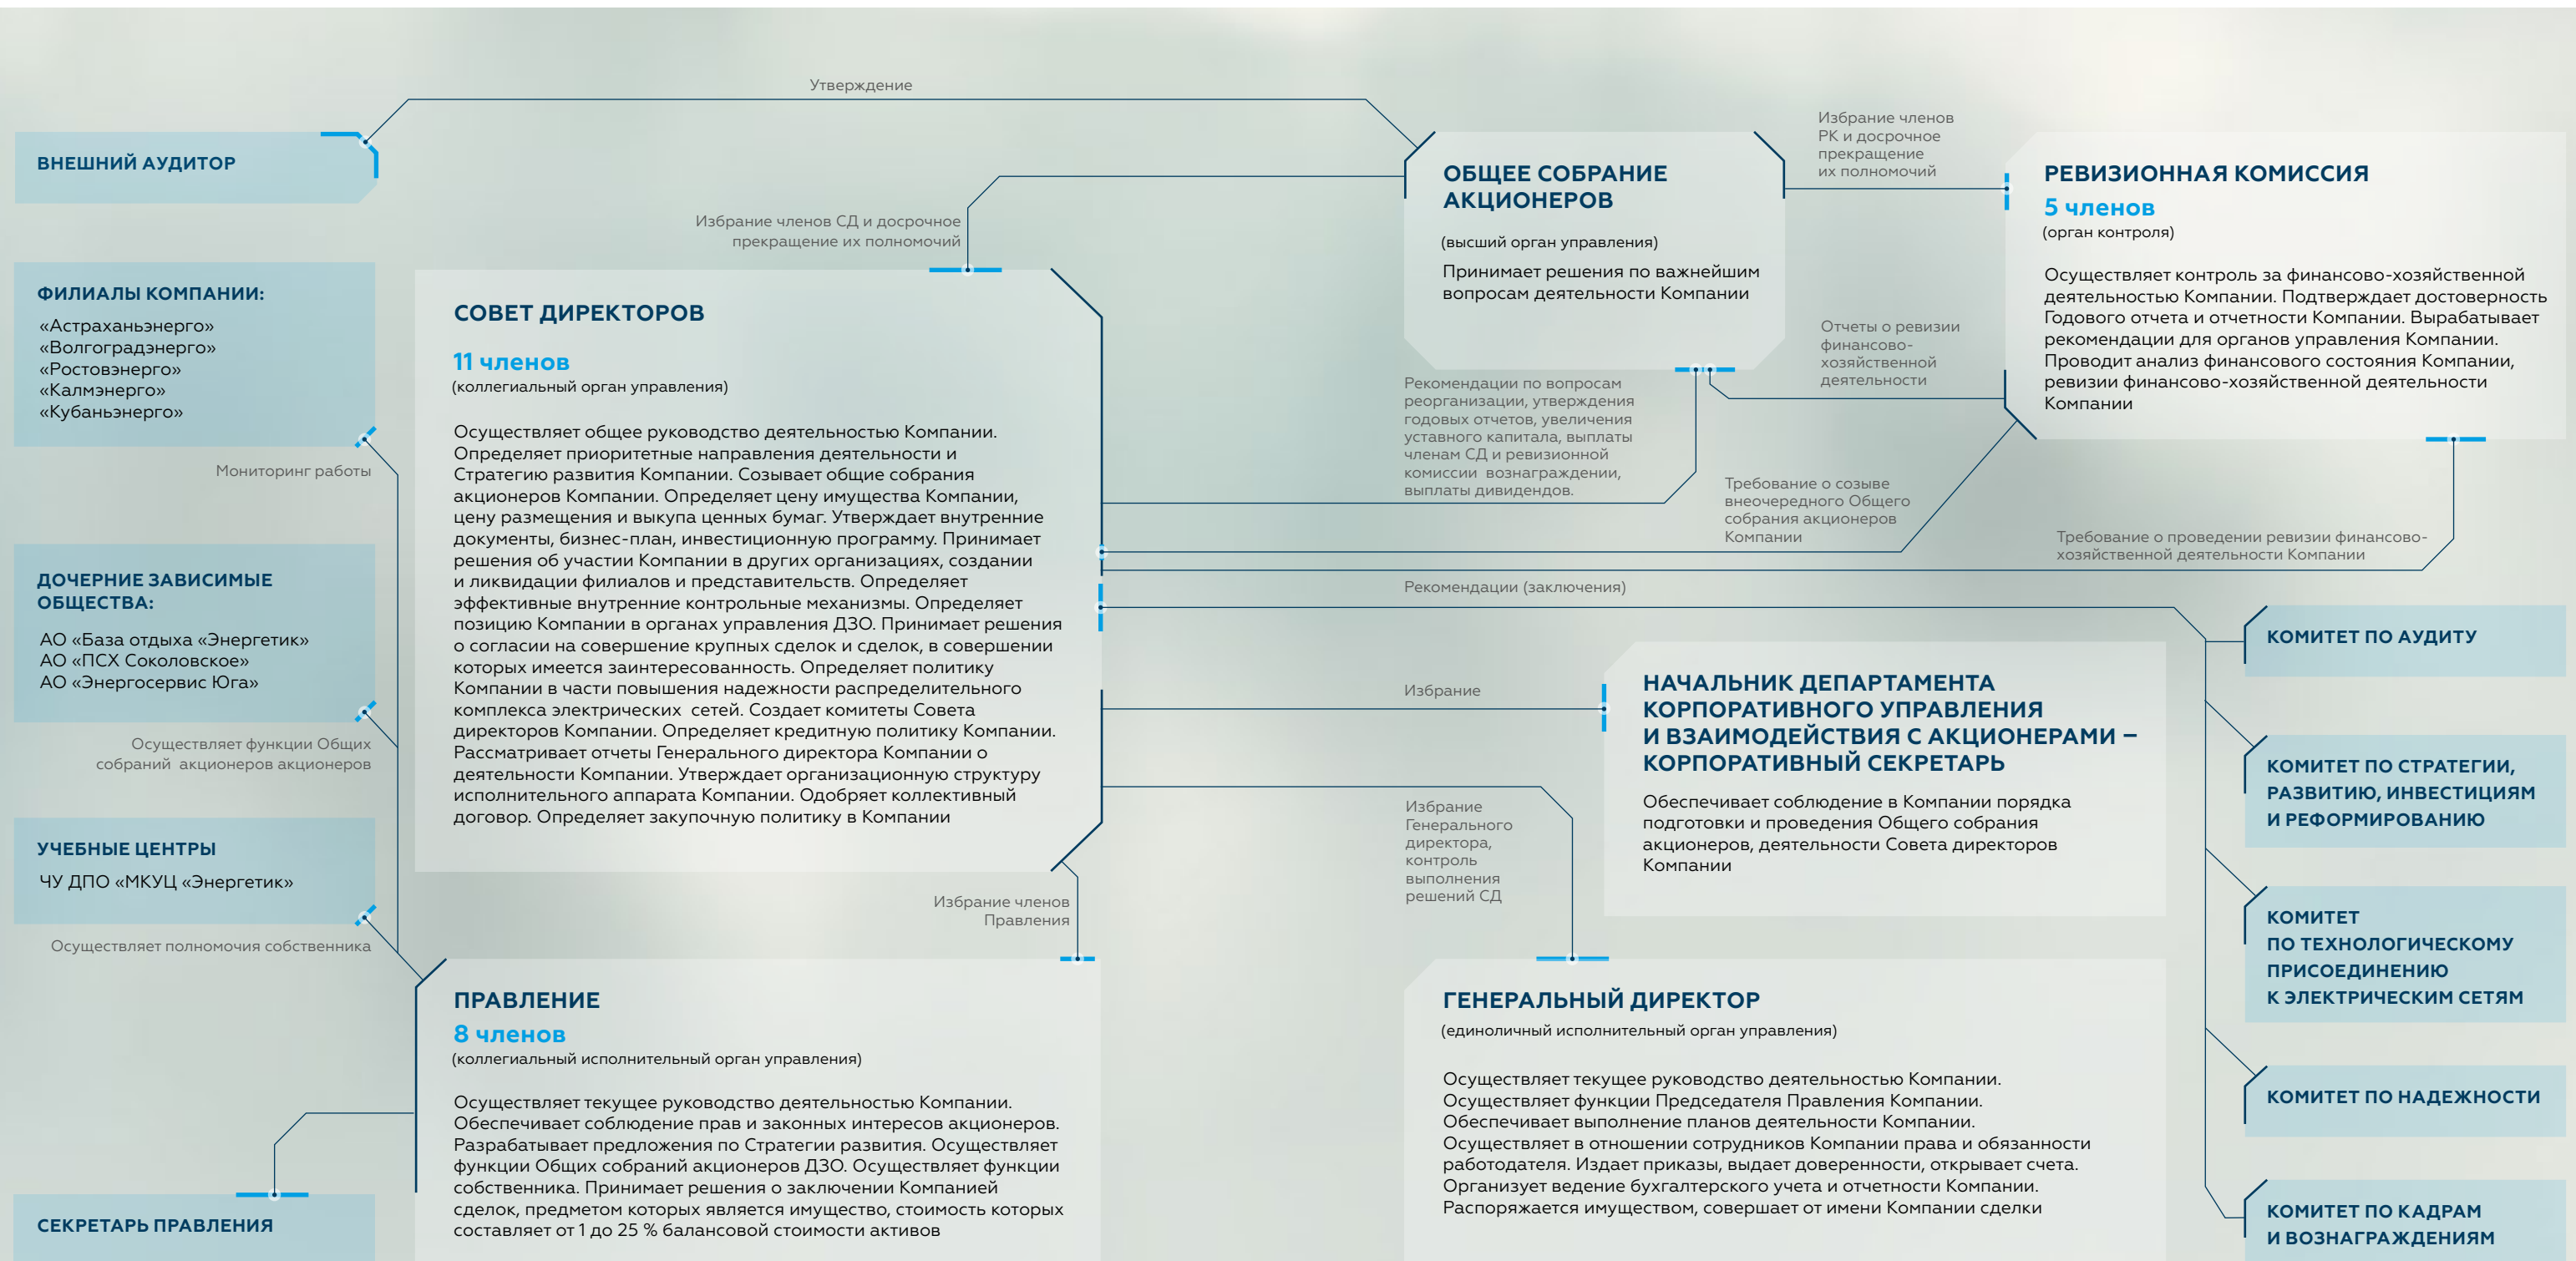 Утверждение
ВНЕШНИЙ АУДИТОР
Избрание членов СД и досрочное
прекращение их полномочий
ОБЩЕЕ СОБРАНИЕ
АКЦИОНЕРОВ
(высший орган управления)
Принимает решения по важнейшим
вопросам деятельности Компании
Избрание членов
РК и досрочное
прекращение
их полномочий
РЕВИЗИОННАЯ КОМИССИЯ
5 членов
(орган контроля)
Осуществляет контроль за финансово-хозяйственной
деятельностью Компании. Подтверждает достоверность
Годового отчета и отчетности Компании. Вырабатывает
рекомендации для органов управления Компании.
Проводит анализ финансового состояния Компании,
ревизии финансово-хозяйственной деятельности
Компании
ФИЛИАЛЫ КОМПАНИИ:
«Астраханьэнерго»
«Волгоградэнерго»
«Ростовэнерго»
«Калмэнерго»
«Кубаньэнерго»
Мониторинг работы
ДОЧЕРНИЕ ЗАВИСИМЫЕ
ОБЩЕСТВА:
АО «База отдыха «Энергетик»
АО «ПСХ Соколовское»
АО «Энергосервис Юга»
Осуществляет функции Общих
собраний  акционеров акционеров
УЧЕБНЫЕ ЦЕНТРЫ
ЧУ ДПО «МКУЦ «Энергетик»
Осуществляет полномочия собственника
СОВЕТ ДИРЕКТОРОВ
11 членов
(коллегиальный орган управления)
Осуществляет общее руководство деятельностью Компании.
Определяет приоритетные направления деятельности и
Стратегию развития Компании. Созывает общие собрания
акционеров Компании. Определяет цену имущества Компании,
цену размещения и выкупа ценных бумаг. Утверждает внутренние
документы, бизнес-план, инвестиционную программу. Принимает
решения об участии Компании в других организациях, создании
и ликвидации филиалов и представительств. Определяет
эффективные внутренние контрольные механизмы. Определяет
позицию Компании в органах управления ДЗО. Принимает решения
о согласии на совершение крупных сделок и сделок, в совершении
которых имеется заинтересованность. Определяет политику
Компании в части повышения надежности распределительного
комплекса электрических  сетей. Создает комитеты Совета
директоров Компании. Определяет кредитную политику Компании.
Рассматривает отчеты Генерального директора Компании о
деятельности Компании. Утверждает организационную структуру
исполнительного аппарата Компании. Одобряет коллективный
договор. Определяет закупочную политику в Компании
Рекомендации по вопросам
реорганизации, утверждения
годовых отчетов, увеличения
уставного капитала, выплаты
членам СД и ревизионной
комиссии  вознаграждении,
выплаты дивидендов.
Отчеты о ревизии
финансово-
хозяйственной
деятельности
Требование о созыве
внеочередного Общего
собрания акционеров
Компании
Требование о проведении ревизии финансово-
хозяйственной деятельности Компании
Рекомендации (заключения)
Избрание
НАЧАЛЬНИК ДЕПАРТАМЕНТА
КОРПОРАТИВНОГО УПРАВЛЕНИЯ
И ВЗАИМОДЕЙСТВИЯ С АКЦИОНЕРАМИ –
КОРПОРАТИВНЫЙ СЕКРЕТАРЬ
Обеспечивает соблюдение в Компании порядка
подготовки и проведения Общего собрания
акционеров, деятельности Совета директоров
Компании
Избрание
Генерального
директора,
контроль
выполнения
решений СД
Избрание членов
Правления
ПРАВЛЕНИЕ
8 членов
(коллегиальный исполнительный орган управления)
Осуществляет текущее руководство деятельностью Компании.
Обеспечивает соблюдение прав и законных интересов акционеров.
Разрабатывает предложения по Стратегии развития. Осуществляет
функции Общих собраний акционеров ДЗО. Осуществляет функции
собственника. Принимает решения о заключении Компанией
сделок, предметом которых является имущество, стоимость которых
составляет от 1 до 25 % балансовой стоимости активов
СЕКРЕТАРЬ ПРАВЛЕНИЯ
ГЕНЕРАЛЬНЫЙ ДИРЕКТОР
(единоличный исполнительный орган управления)
Осуществляет текущее руководство деятельностью Компании.
Осуществляет функции Председателя Правления Компании.
Обеспечивает выполнение планов деятельности Компании.
Осуществляет в отношении сотрудников Компании права и обязанности
работодателя. Издает приказы, выдает доверенности, открывает счета.
Организует ведение бухгалтерского учета и отчетности Компании.
Распоряжается имуществом, совершает от имени Компании сделки
КОМИТЕТ ПО АУДИТУ
КОМИТЕТ ПО СТРАТЕГИИ,
РАЗВИТИЮ, ИНВЕСТИЦИЯМ
И РЕФОРМИРОВАНИЮ
КОМИТЕТ
ПО ТЕХНОЛОГИЧЕСКОМУ
ПРИСОЕДИНЕНИЮ
К ЭЛЕКТРИЧЕСКИМ СЕТЯМ
КОМИТЕТ ПО НАДЕЖНОСТИ
КОМИТЕТ ПО КАДРАМ
И ВОЗНАГРАЖДЕНИЯМ